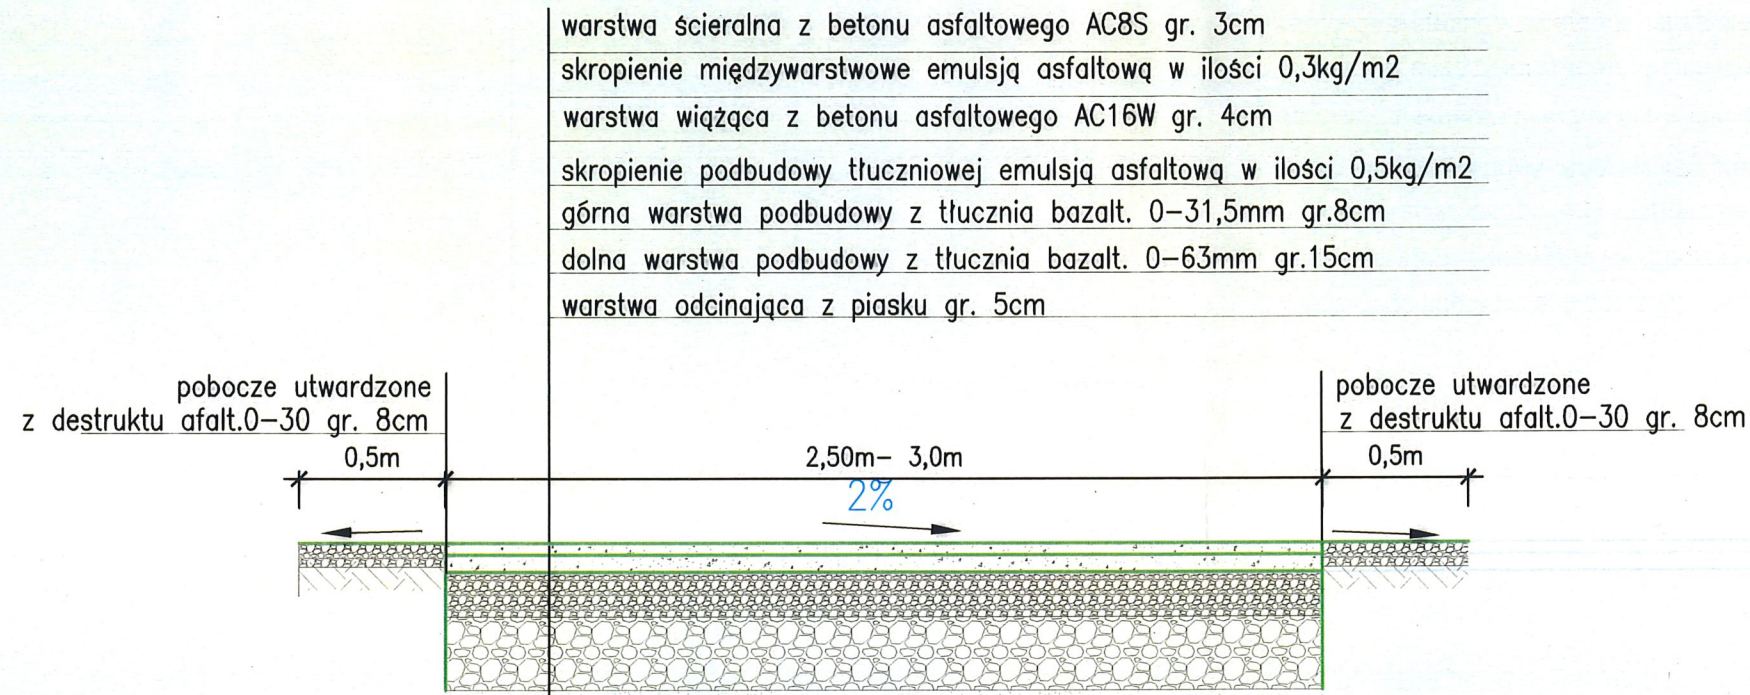 warstwa ścieralna z betonu asfaltowego AC8S gr. 3cm
skropienie międzywarstwowe emulsją asfaltową w ilości 0,3kg/m2
warstwa wiążąca z betonu asfaltowego AC16W gr. 4cm
skropienie podbudowy tłuczniowej emulsją asfaltową w ilości 0,5kg/m2
górna warstwa podbudowy z tłucznia bazalt. 0–31,5mm gr.8cm
dolna warstwa podbudowy z tłucznia bazalt. 0–63mm gr.15cm
warstwa odcinająca z piasku gr. 5cm
pobocze utwardzone
z destruktu afalt.0–30 gr. 8cm
pobocze utwardzone
z destruktu afalt.0–30 gr. 8cm
0,5m
2,50m– 3,0m
0,5m
2%